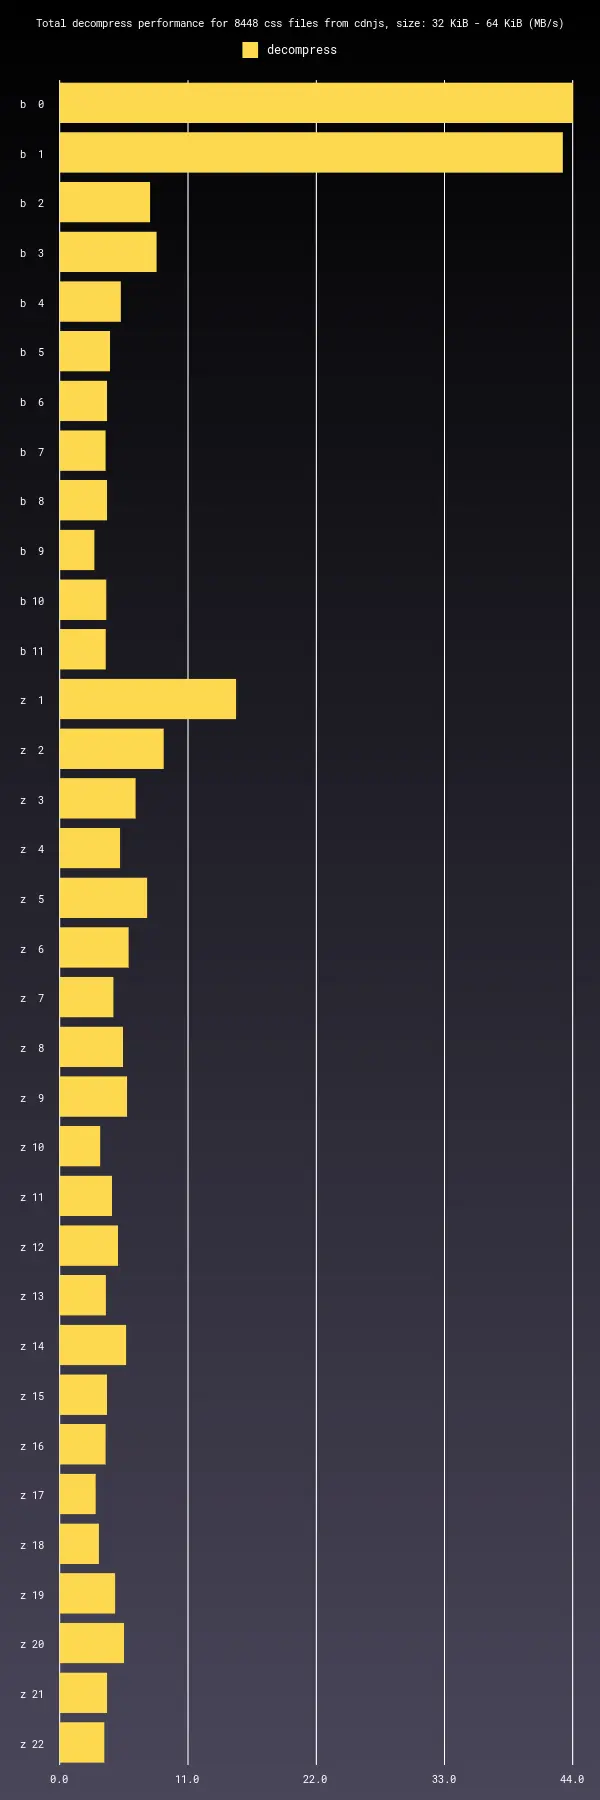 Total decompress performance for 8448 css files from cdnjs, size: 32 KiB - 64 KiB (MB/s)
decompress
b 0
b 1
b 2
b 3
b 4
b 5
b 6
b 7
b 8
b 9
b 10
b 11
z 1
z 2
z 3
z 4
z 5
z 6
z 7
z 8
z 9
z 10
z 11
z 12
z 13
z 14
z 15
z 16
z 17
z 18
z 19
z 20
z 21
z 22
0.0 11.0 22.0 33.0 44.0